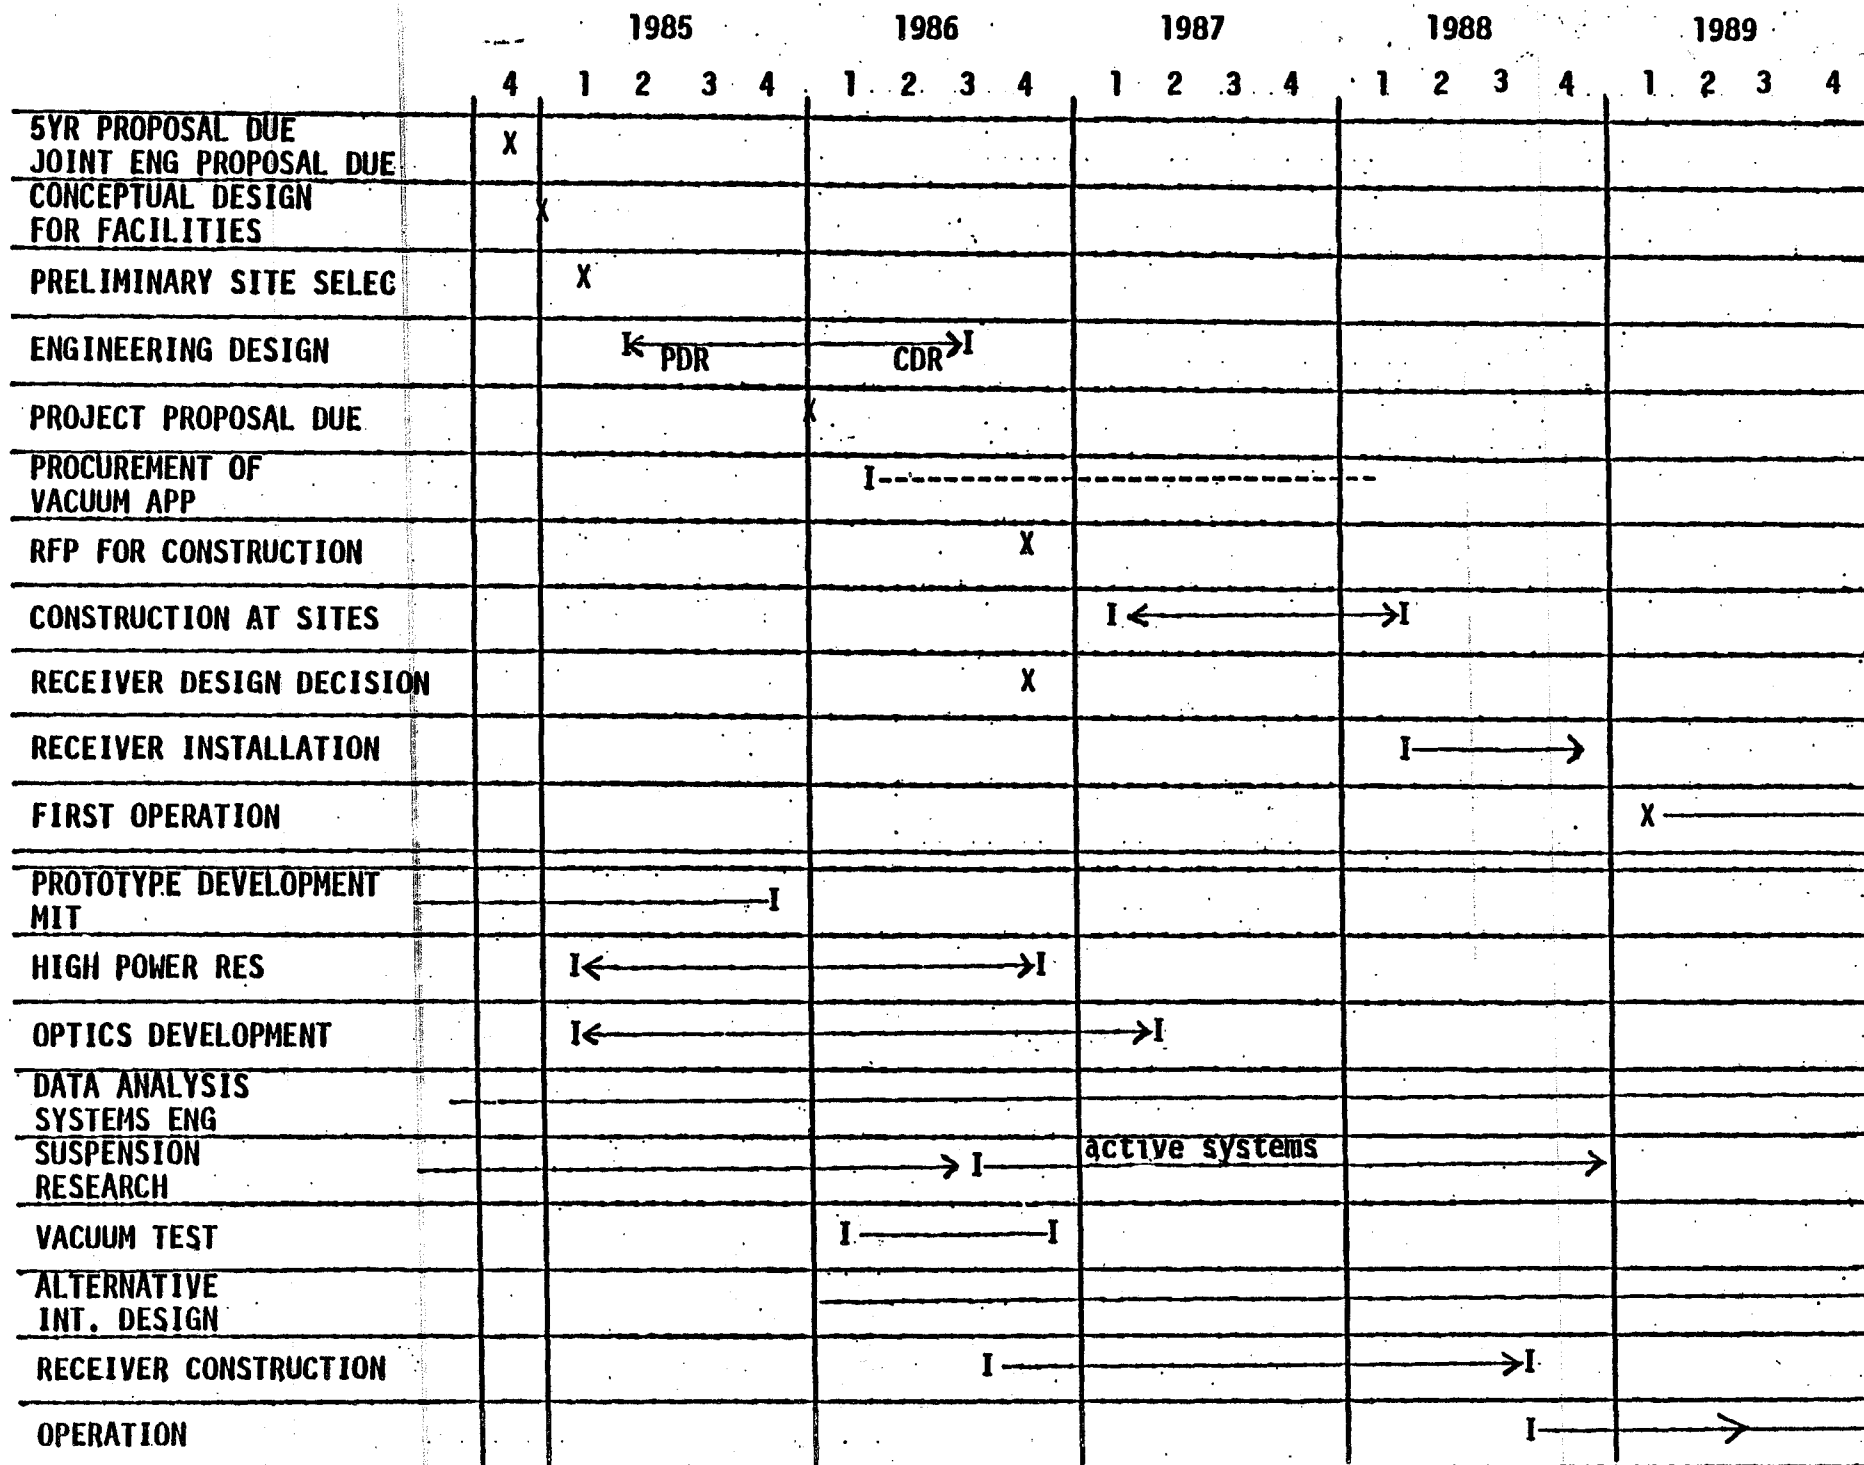 1985 1986 1987 1988 1989
4 1 2 3 4 1 2 3 4 1 2 3 4 1 2 3 4 1 2 3 4
5YR PROPOSAL DUE X
JOINT ENG PROPOSAL DUE
CONCEPTUAL DESIGN X
FOR FACILITIES
PRELIMINARY SITE SELEC X
ENGINEERING DESIGN I I
PDR CDR
PROJECT PROPOSAL DUE X
PROCUREMENT OF I
VACUUM APP
RFP FOR CONSTRUCTION X
CONSTRUCTION AT SITES I I
RECEIVER DESIGN DECISION X
RECEIVER INSTALLATION I
FIRST OPERATION X
PROTOTYPE DEVELOPMENT I
MIT
HIGH POWER RES I I
OPTICS DEVELOPMENT I I
DATA ANALYSIS
SYSTEMS ENG
SUSPENSION I active systems
RESEARCH
VACUUM TEST I I
ALTERNATIVE
INT. DESIGN
RECEIVER CONSTRUCTION I I
OPERATION I